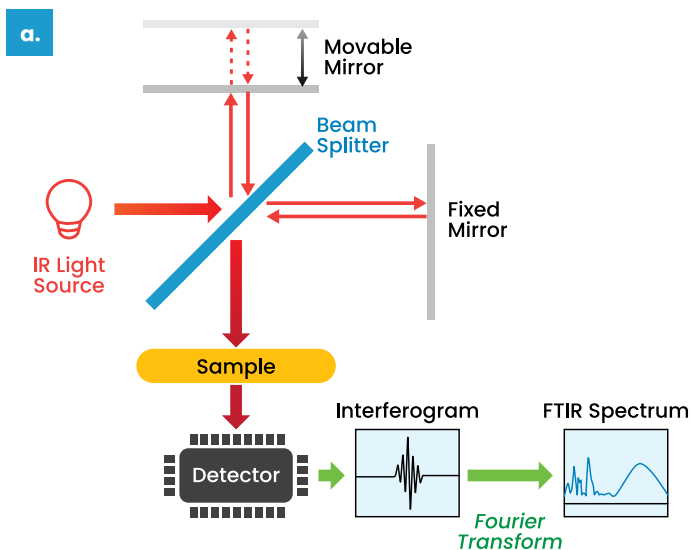 a.
Movable
Mirror
Beam
Splitter
IR Light
Source
Fixed
Mirror
Sample
Interferogram
FTIR Spectrum
Detector
Fourier
Transform